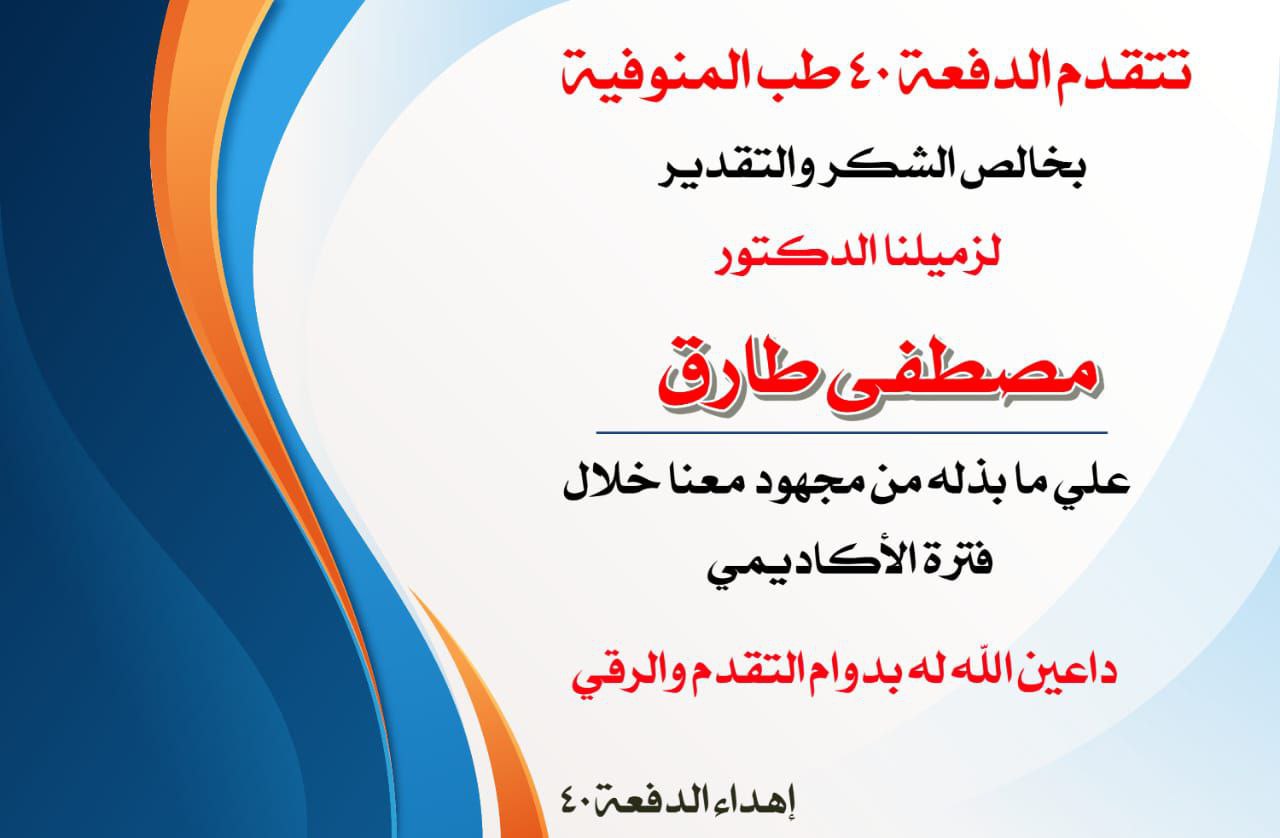 تتقدم الدفعة ٤٠ طب المنوفية
بخالص الشكر والتقدير
لزميلنا الدكتور
مصطفى طارق
علي ما بذله من مجهود معنا خلال
فترة الأكاديمي
داعين الله له بدوام التقدم والرقي
إهداء الدفعة ٤٠